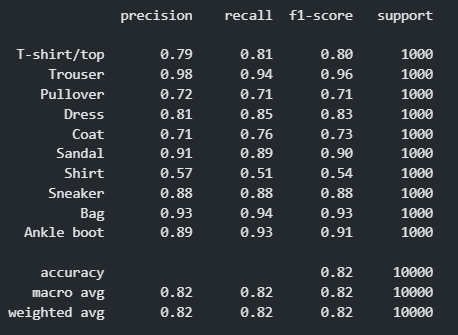 precision recall f1-score support
T-shirt/top 0.79 0.81 0.80 1000
Trouser 0.98 0.94 0.96 1000
Pullover 0.72 0.71 0.71 1000
Dress 0.81 0.85 0.83 1000
Coat 0.71 0.76 0.73 1000
Sandal 0.91 0.89 0.90 1000
Shirt 0.57 0.51 0.54 1000
Sneaker 0.88 0.88 0.88 1000
Bag 0.93 0.94 0.93 1000
Ankle boot 0.89 0.93 0.91 1000
accuracy 0.82 10000
macro avg 0.82 0.82 0.82 10000
weighted avg 0.82 0.82 0.82 10000